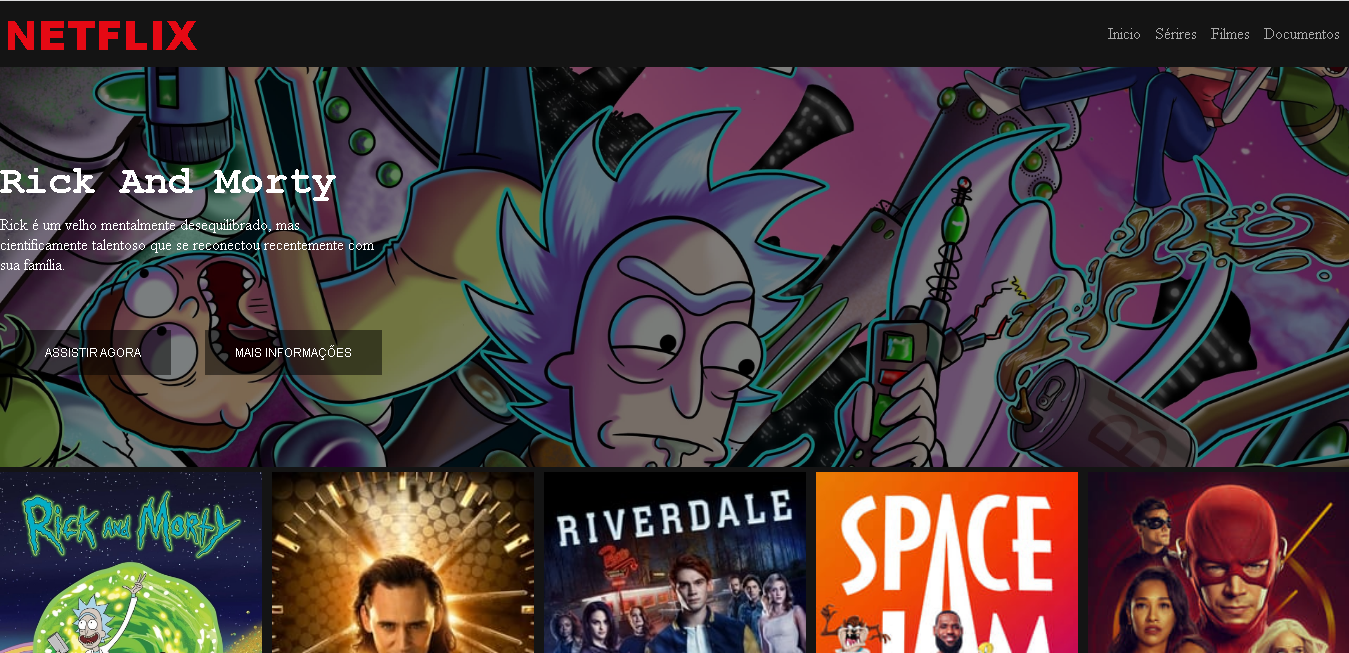 NETFLIX
Inicio Sérires Filmes Documentos
Rick And Morty
Rick é um velho mentalmente desequilibrado, mas
cientificamente talentoso que se reconectou recentemente com
sua família.
ASSISTIR AGORA MAIS INFORMAÇÕES
RICK AND MORTY
RIVERDALE
SPACE
JAM